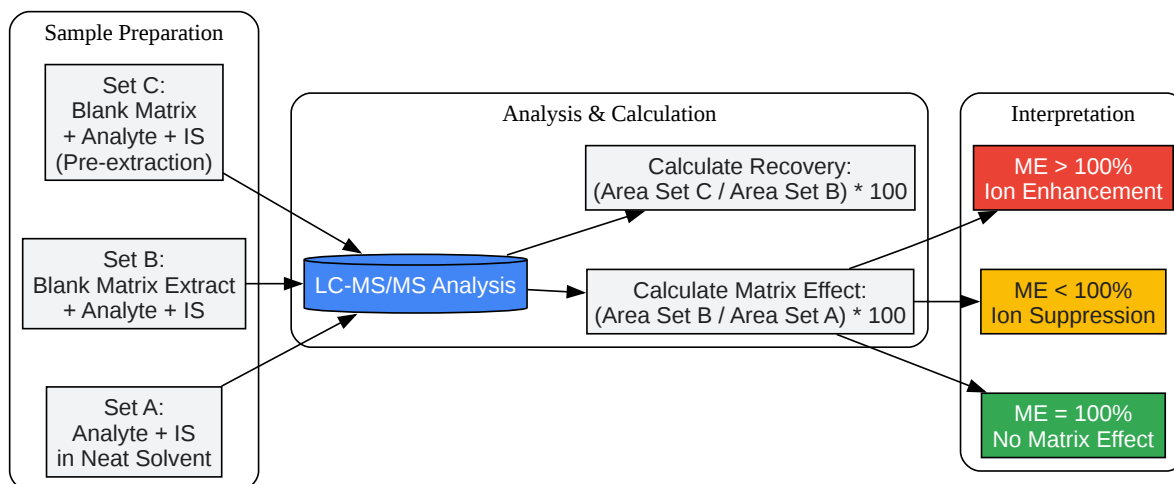 Sample Preparation
Set C:
Blank Matrix
+ Analyte + IS
(Pre-extraction)
Set B:
Blank Matrix Extract
+ Analyte + IS
Set A:
Analyte + IS
in Neat Solvent
Analysis & Calculation
LC-MS/MS Analysis
Calculate Recovery:
(Area Set C / Area Set B) * 100
Calculate Matrix Effect:
(Area Set B / Area Set A) * 100
Interpretation
ME > 100%
Ion Enhancement
ME < 100%
Ion Suppression
ME = 100%
No Matrix Effect